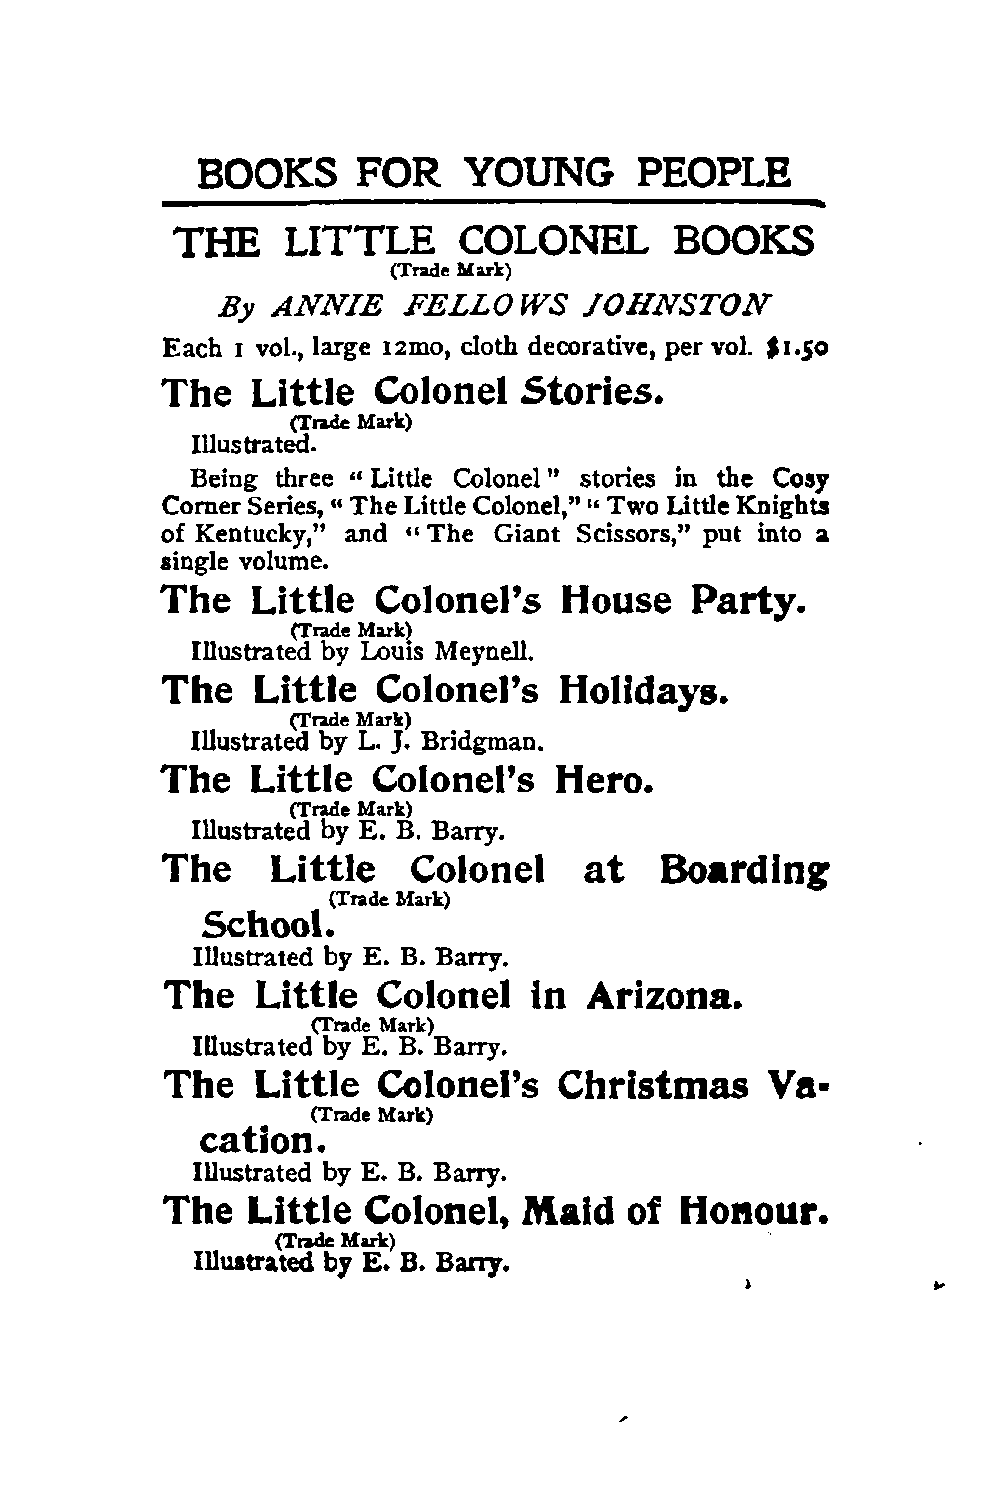 BOOKS FOR YOUNG PEOPLE
THE LITTLE COLONEL BOOKS
(Trade Mark)
By ANNIE FELLOWS JOHNSTON
Each 1 vol., large 12mo, cloth decorative, per vol. $1.50
The Little Colonel Stories.
(Trade Mark)
Illustrated.
Being three “Little Colonel” stories in the Cosy
Corner Series, “The Little Colonel,” “Two Little Knights
of Kentucky,” and “The Giant Scissors,” put into a
single volume.
The Little Colonel's House Party.
(Trade Mark)
Illustrated by Louis Meynell.
The Little Colonel's Holidays.
(Trade Mark)
Illustrated by L. J. Bridgman.
The Little Colonel's Hero.
(Trade Mark)
Illustrated by E. B. Barry.
The Little Colonel at Boarding
(Trade Mark)
School.
Illustrated by E. B. Barry.
The Little Colonel in Arizona.
(Trade Mark)
Illustrated by E. B. Barry.
The Little Colonel's Christmas Va-
(Trade Mark)
cation.
Illustrated by E. B. Barry.
The Little Colonel, Maid of Honour.
(Trade Mark)
Illustrated by E. B. Barry.